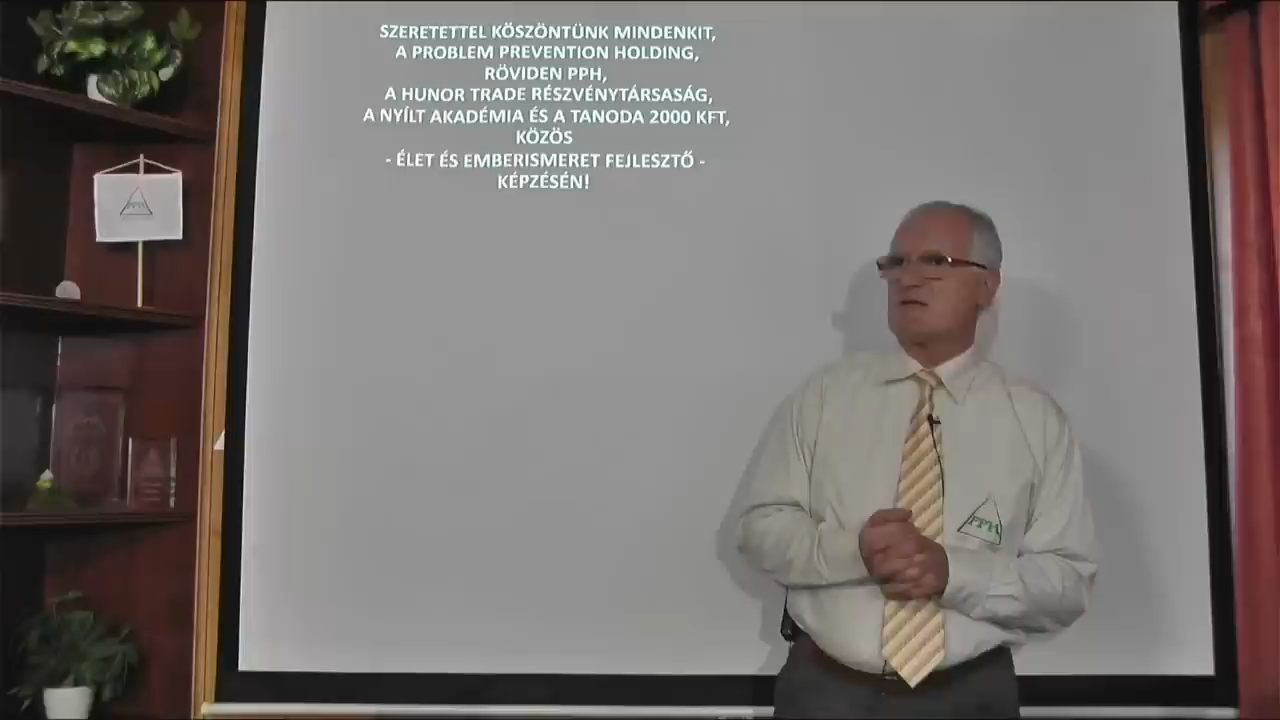 SZERETETTEL KÖSZÖNTÜNK MINDENKIT,
A PROBLEM PREVENTION HOLDING,
RÖVIDEN PPH,
A HUNOR TRADE RÉSZVÉNYTÁRSASÁG,
A NYÍLT AKADÉMIA ÉS A TANODA 2000 KFT,
KÖZÖS
- ÉLET ÉS EMBERISMERET FEJLESZTŐ -
KÉPZÉSÉN!
PPH
PPH